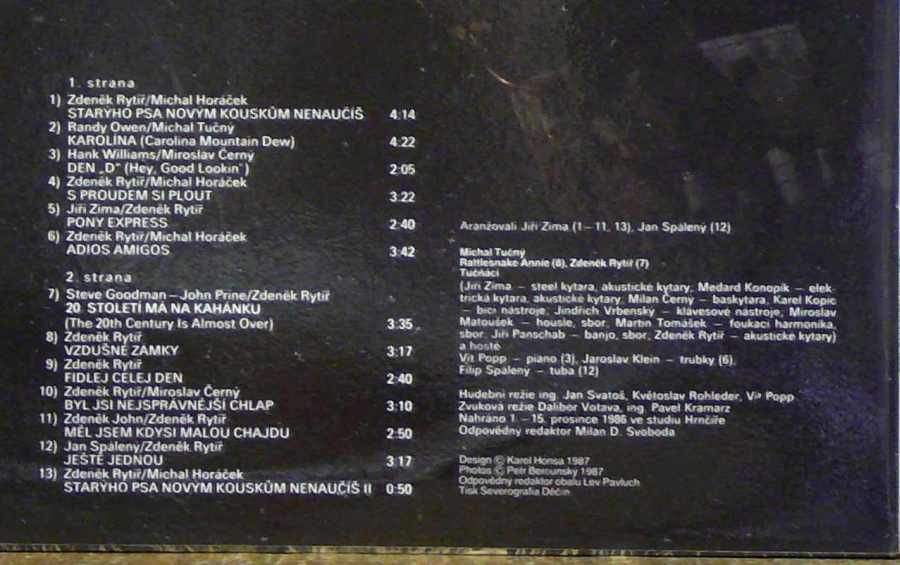 1. strana
1) Zdeněk Rytíř/Michal Horáček
STARÝHO PSA NOVÝM KOUSKŮM NENAUČÍŠ 4:14
2) Randy Owen/Michal Tučný
KAROLÍNA (Carolina Mountain Dew) 4:22
3) Hank Williams/Miroslav Černý
DEN „D" (Hey, Good Lookin') 2:05
4) Zdeněk Rytíř/Michal Horáček
S PROUDEM SI PLOUT 3:22
5) Jiří Zima/Zdeněk Rytíř
PONY EXPRESS 2:40
6) Zdeněk Rytíř/Michal Horáček
ADIOS AMIGOS 3:42
2. strana
7) Steve Goodman – John Prine/Zdeněk Rytíř
20. STOLETÍ MÁ NA KAHÁNKU
(The 20th Century Is Almost Over) 3:35
8) Zdeněk Rytíř
VZDUŠNÉ ZÁMKY 3:17
9) Zdeněk Rytíř
FIDLEJ CELEJ DEN 2:40
10) Zdeněk Rytíř/Miroslav Černý
BYL JSI NEJSPRÁVNĚJŠÍ CHLAP 3:10
11) Zdeněk John/Zdeněk Rytíř
MĚL JSEM KDYSI MALOU CHAJDU 2:50
12) Jan Spálený/Zdeněk Rytíř
JEŠTĚ JEDNOU 3:17
13) Zdeněk Rytíř/Michal Horáček
STARÝHO PSA NOVÝM KOUSKŮM NENAUČÍŠ II 0:50
Aranžovali Jiří Zima (1–11, 13), Jan Spálený (12)
Michal Tučný
Rattlesnake Annie (8), Zdeněk Rytíř (7)
Tučňáci
(Jiří Zima – steel kytara, akustické kytary, Medard Konopík – elek-
trická kytara, akustické kytary, Milan Černý – baskytara, Karel Kopic
– bicí nástroje, Jindřich Vrbenský – klávesové nástroje, Miroslav
Matoušek – housle, sbor, Martin Tomášek – foukací harmonika,
sbor, Jiří Panschab – banjo, sbor, Zdeněk Rytíř – akustické kytary)
a hosté
Vít Popp – piano (3), Jaroslav Klein – trubky (6),
Filip Spálený – tuba (12)
Hudební režie ing. Jan Svatoš, Květoslav Rohleder, Vít Popp
Zvuková režie Dalibor Votava, ing. Pavel Kramarz
Nahráno 1. – 15. prosince 1986 ve studiu Hrnčíře
Odpovědný redaktor Milan D. Svoboda
Design © Karel Honsa 1987
Photos © Petr Berounský 1987
Odpovědný redaktor obalu Lev Pavluch
Tisk Severografia Děčín